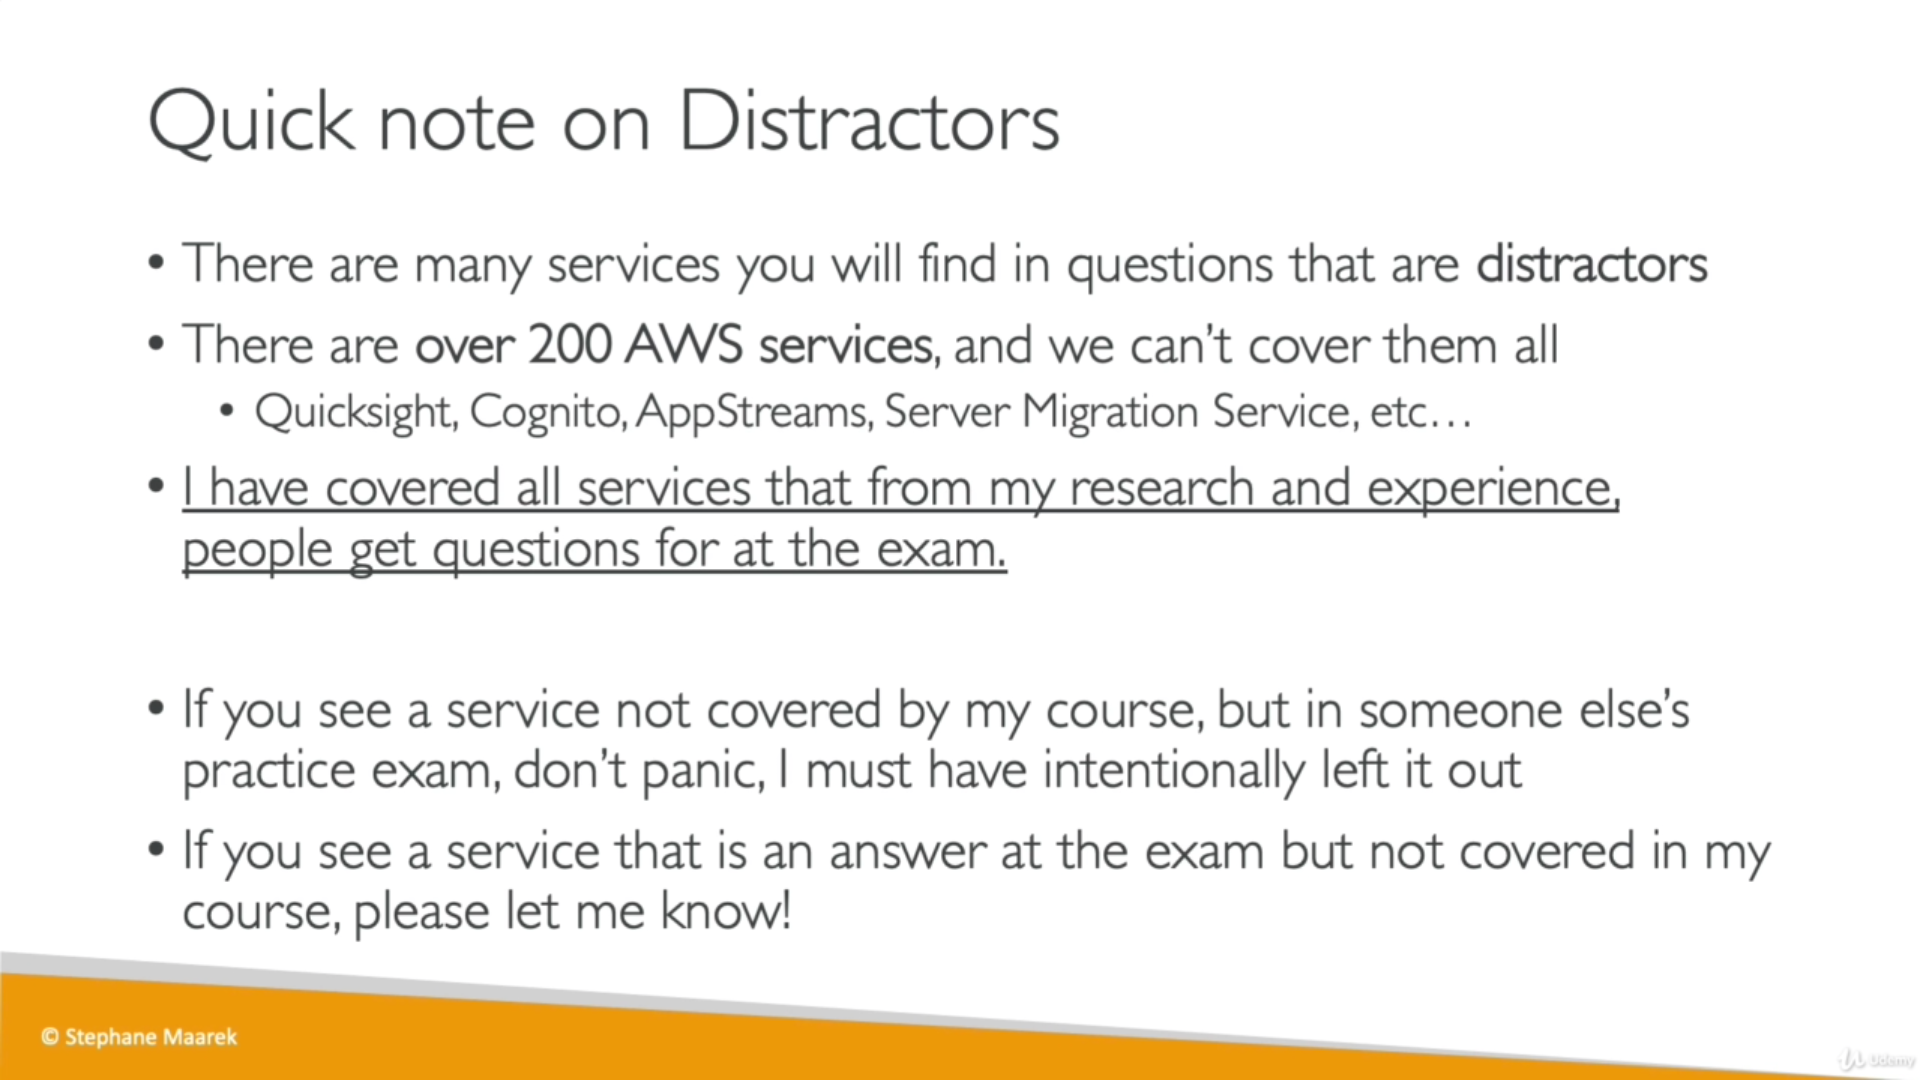 Quick note on Distractors
• There are many services you will find in questions that are distractors
• There are over 200 AWS services, and we can't cover them all
• Quicksight, Cognito, AppStreams, Server Migration Service, etc…
• I have covered all services that from my research and experience,
people get questions for at the exam.
• If you see a service not covered by my course, but in someone else's
practice exam, don't panic, I must have intentionally left it out
• If you see a service that is an answer at the exam but not covered in my
course, please let me know!
© Stephane Maarek
Udemy